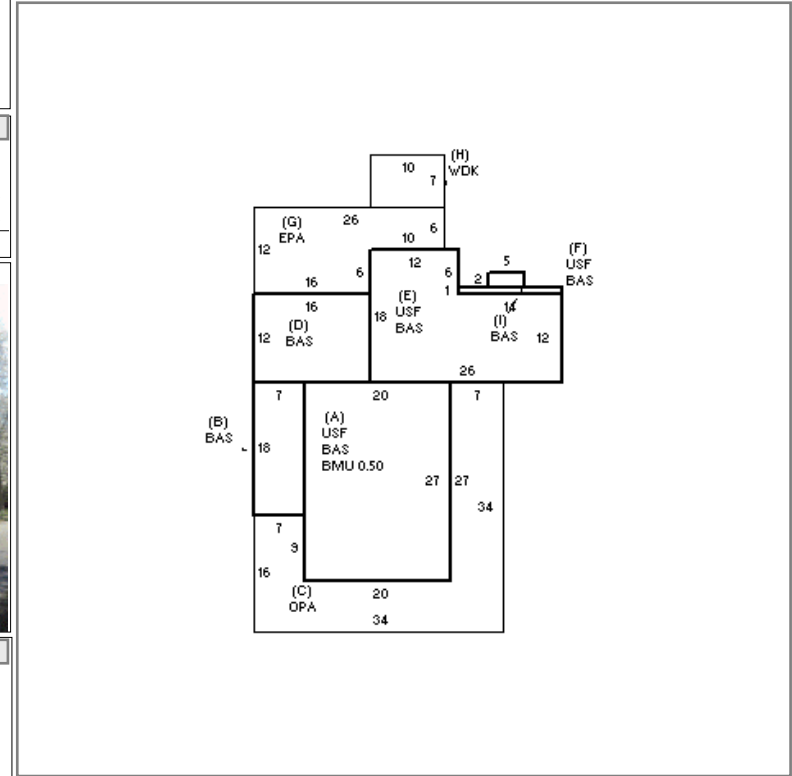 (H)
WDK
10
7
(G)
EPA
26
6
10
12
16
6
12
6
1
(F)
USF
BAS
5
2
(E)
USF
BAS
18
14
(I)
BAS
12
26
16
(D)
BAS
12
7
20
7
(B)
BAS
18
(A)
USF
BAS
BMU 0.50
27
27
34
7
9
16
(C)
OPA
20
34